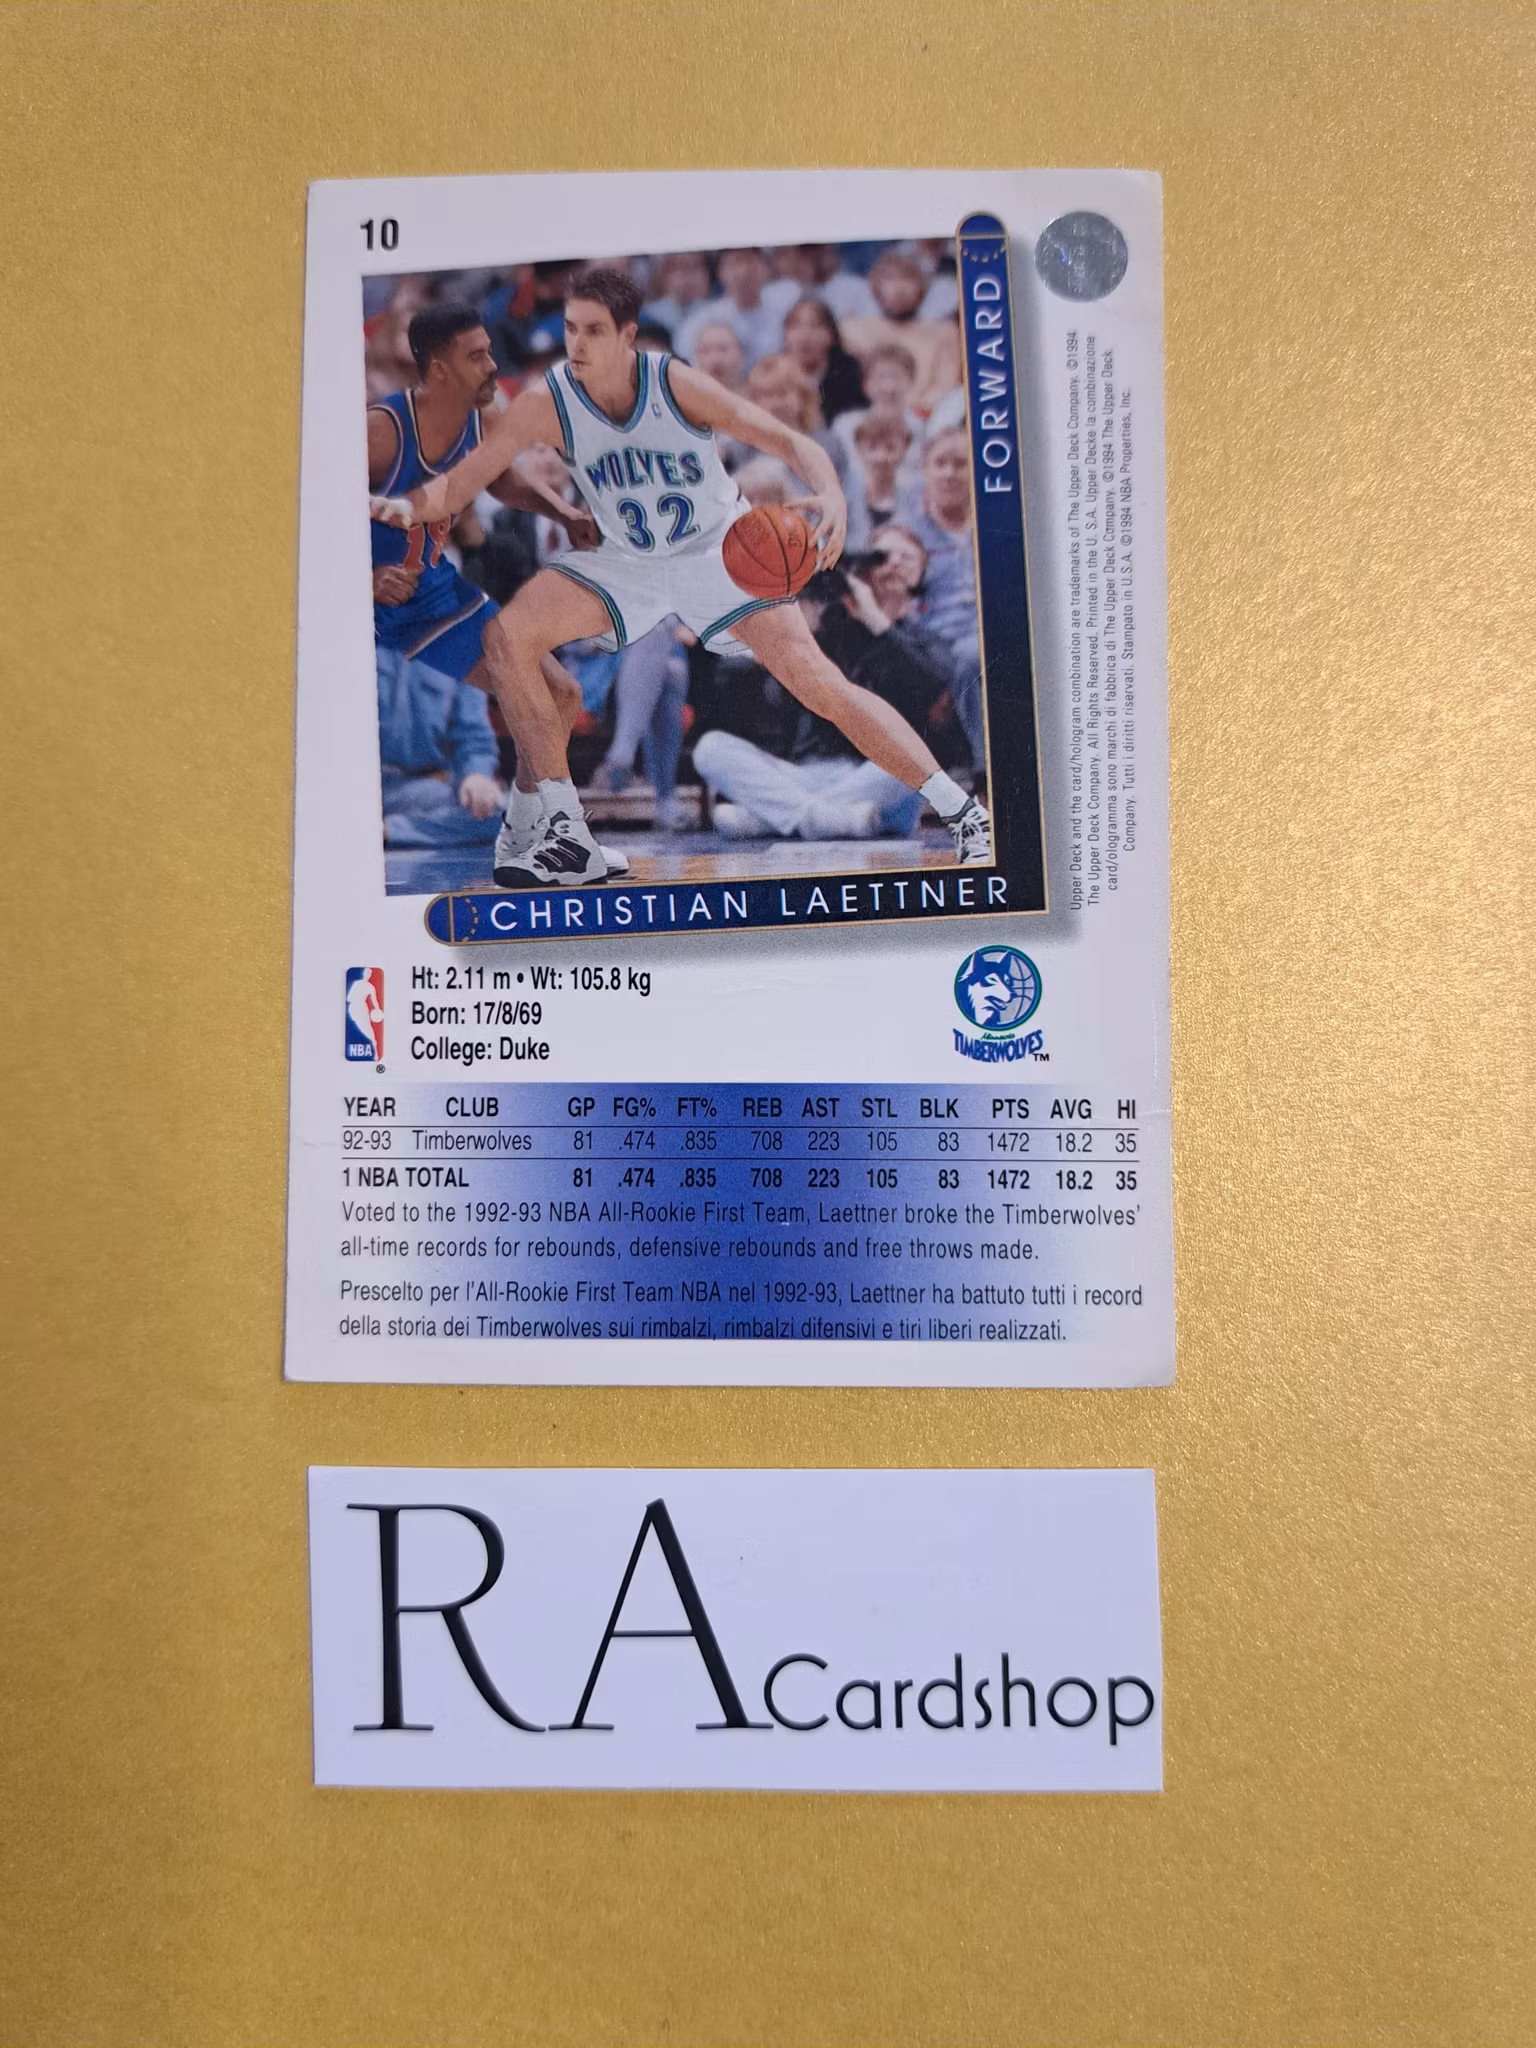 10
FORWARD
WOLVES
32
CHRISTIAN LAETTNER
Upper Deck and the card/hologram combination are trademarks of The Upper Deck Company. ©1994
The Upper Deck Company. All Rights Reserved. Printed in the U. S.A. Upper Decke la combinazione
card/ologramma sono marchi di fabbrica di The Upper Deck Company. ©1994 The Upper Deck
Company. Tutti i diritti riservati. Stampato in U.S.A. ©1994 NBA Properties, Inc.
NBA
®
Ht: 2.11 m • Wt: 105.8 kg
Born: 17/8/69
College: Duke
Minnesota
TIMBERWOLVES
TM
YEAR CLUB GP FG% FT% REB AST STL BLK PTS AVG HI
92-93 Timberwolves 81 .474 .835 708 223 105 83 1472 18.2 35
1 NBA TOTAL 81 .474 .835 708 223 105 83 1472 18.2 35
Voted to the 1992-93 NBA All-Rookie First Team, Laettner broke the Timberwolves'
all-time records for rebounds, defensive rebounds and free throws made.
Prescelto per l'All-Rookie First Team NBA nel 1992-93, Laettner ha battuto tutti i record
della storia dei Timberwolves sui rimbalzi, rimbalzi difensivi e tiri liberi realizzati.
RA Cardshop